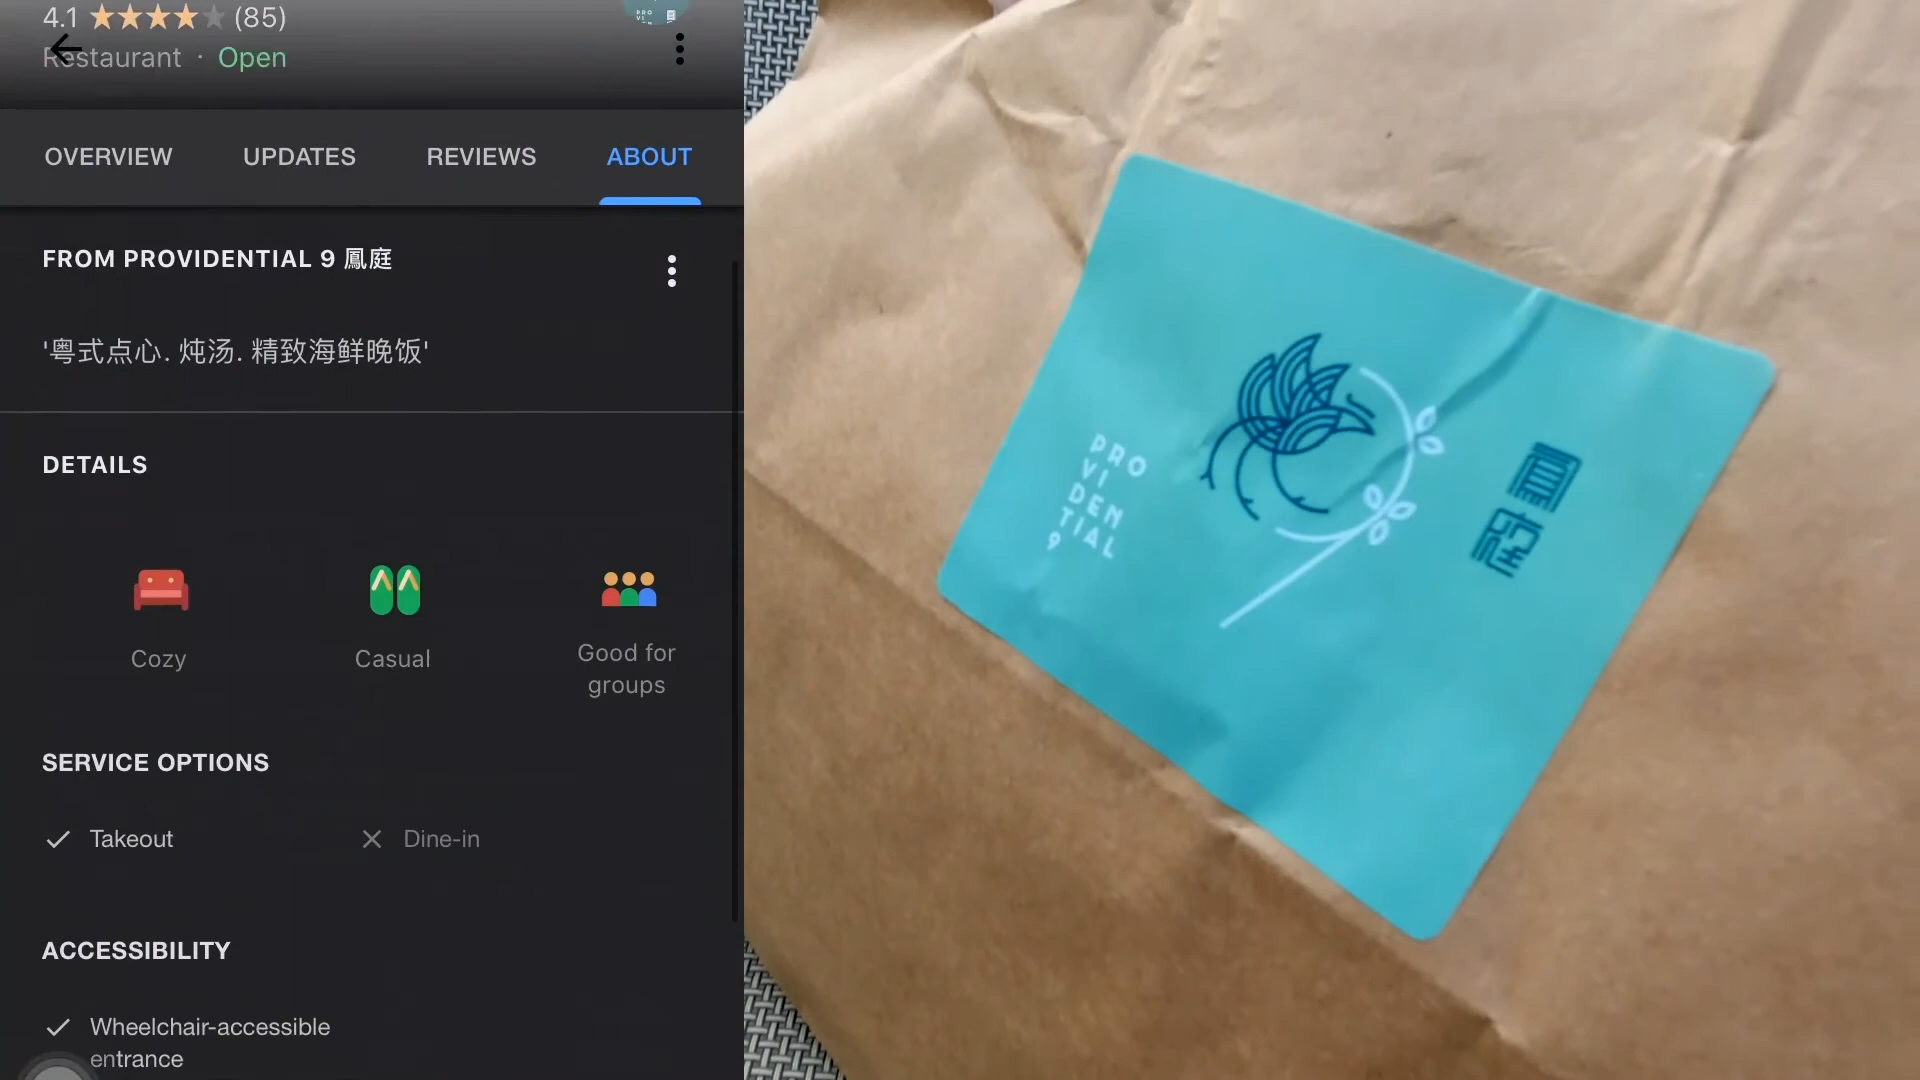 4.1 (85)
Restaurant · Open
OVERVIEW UPDATES REVIEWS ABOUT
FROM PROVIDENTIAL 9 鳳庭
'粤式点心. 炖汤. 精致海鲜晚饭'
DETAILS
Cozy
Casual
Good for
groups
SERVICE OPTIONS
Takeout
Dine-in
ACCESSIBILITY
Wheelchair-accessible
entrance
PRO
VI
DEN
TIAL
9
鳳庭